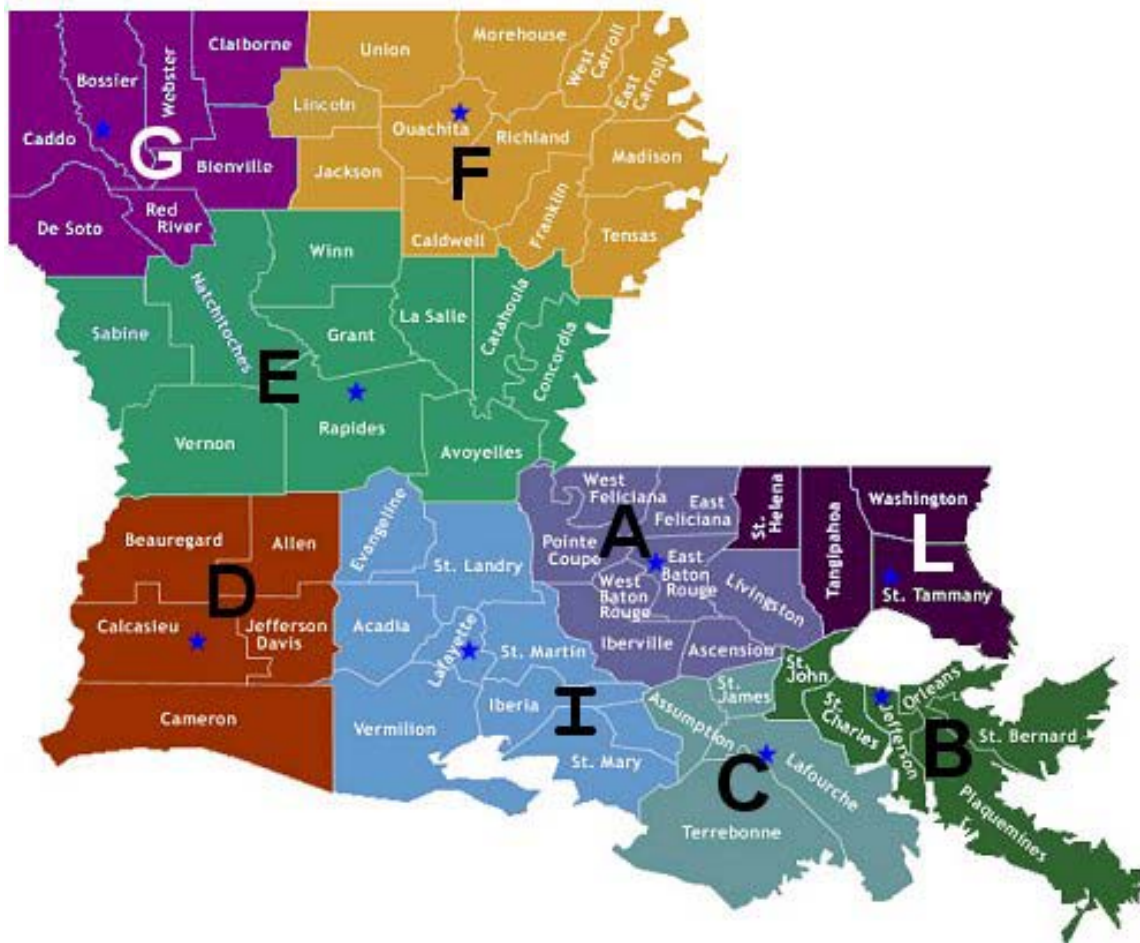 Claiborne
Union
Morehouse
West
Carroll
East
Carroll
Bossier
Webster
Lincoln
Caddo
G
Ouachita
Richland
Bienville
Jackson
F
Madison
De Soto
Red
River
Franklin
Caldwell
Tensas
Winn
Natchitoches
Sabine
Grant
La Salle
Catahoula
Concordia
E
Rapides
Vernon
Avoyelles
West
Feliciana
East
Feliciana
St.
Helena
Tangipahoa
Washington
L
Beauregard
Allen
Evangeline
St. Landry
Pointe
Coupe
A
East
Baton
Rouge
West
Baton
Rouge
Livingston
St. Tammany
D
Calcasieu
Jefferson
Davis
Acadia
Lafayette
St. Martin
Iberville
Ascension
St.
John
St.
James
Orleans
Cameron
Vermilion
Iberia
I
St. Mary
Assumption
St.
Charles
Jefferson
B
St. Bernard
C
Lafourche
Terrebonne
Plaquemines